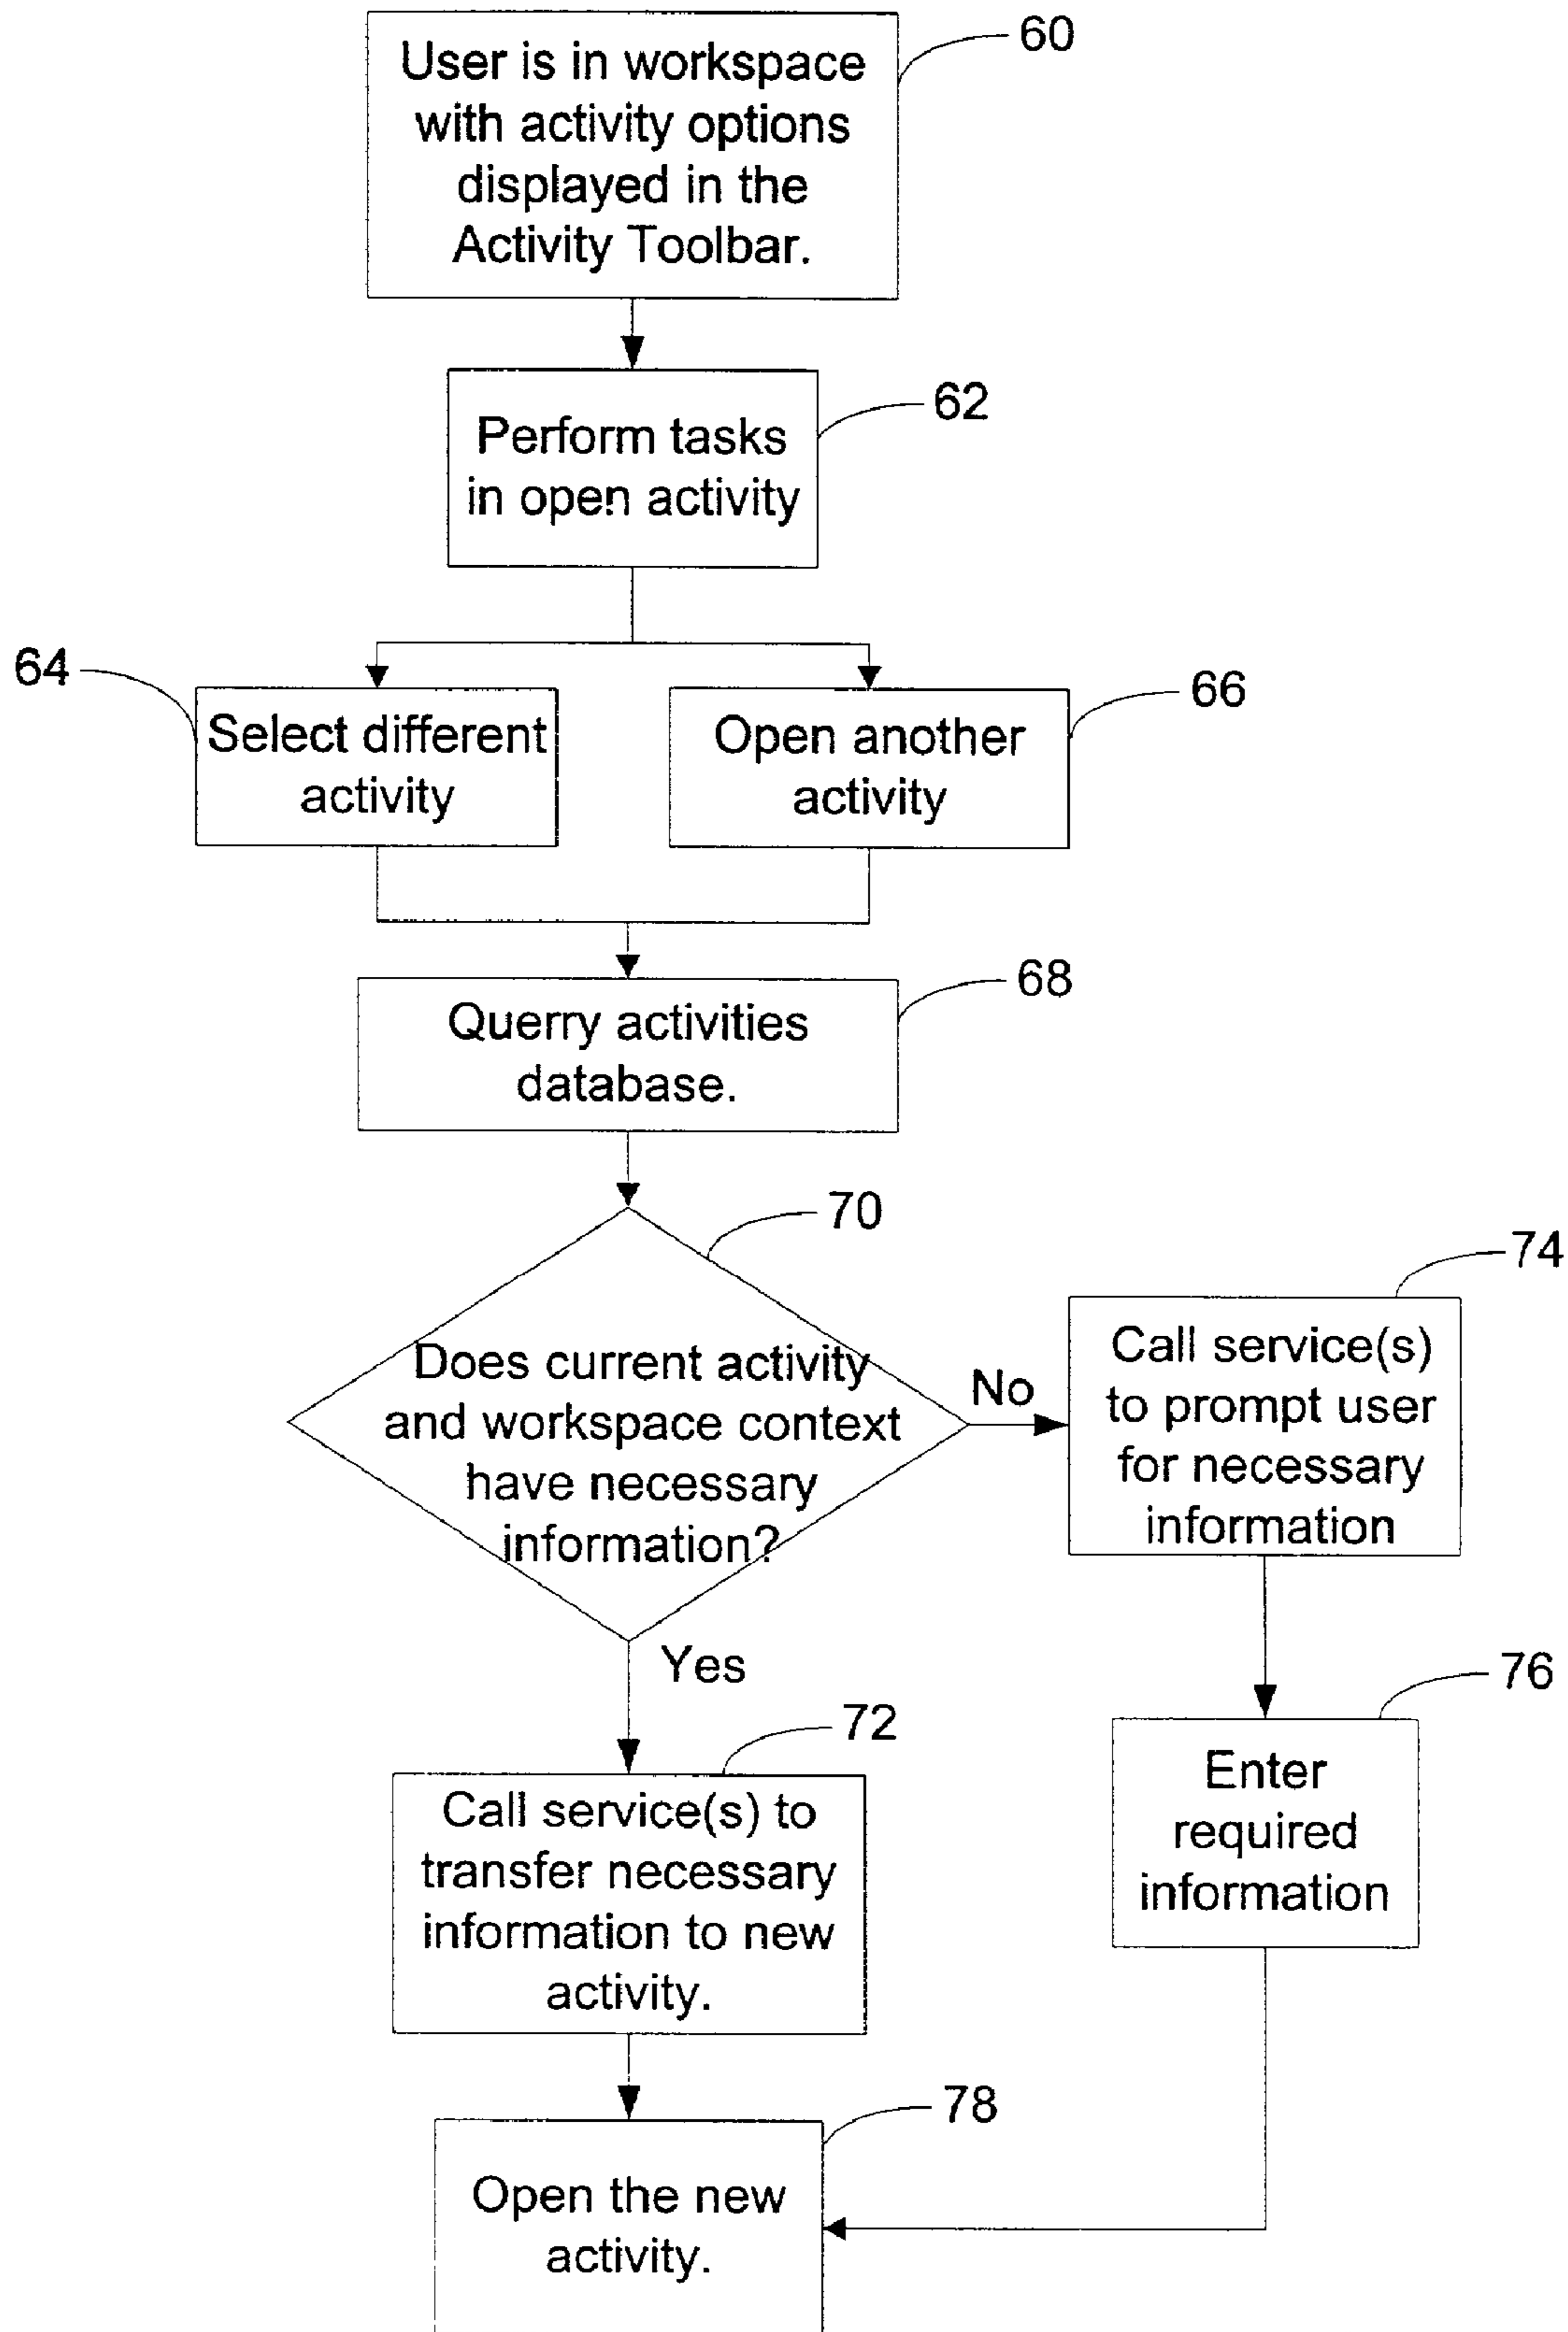 60
User is in workspace
with activity options
displayed in the
Activity Toolbar.
62
Perform tasks
in open activity
64
Select different
activity
66
Open another
activity
68
Querry activities
database.
70
Does current activity
and workspace context
have necessary
information?
No
74
Call service(s)
to prompt user
for necessary
information
Yes
76
Enter
required
information
72
Call service(s) to
transfer necessary
information to new
activity.
78
Open the new
activity.